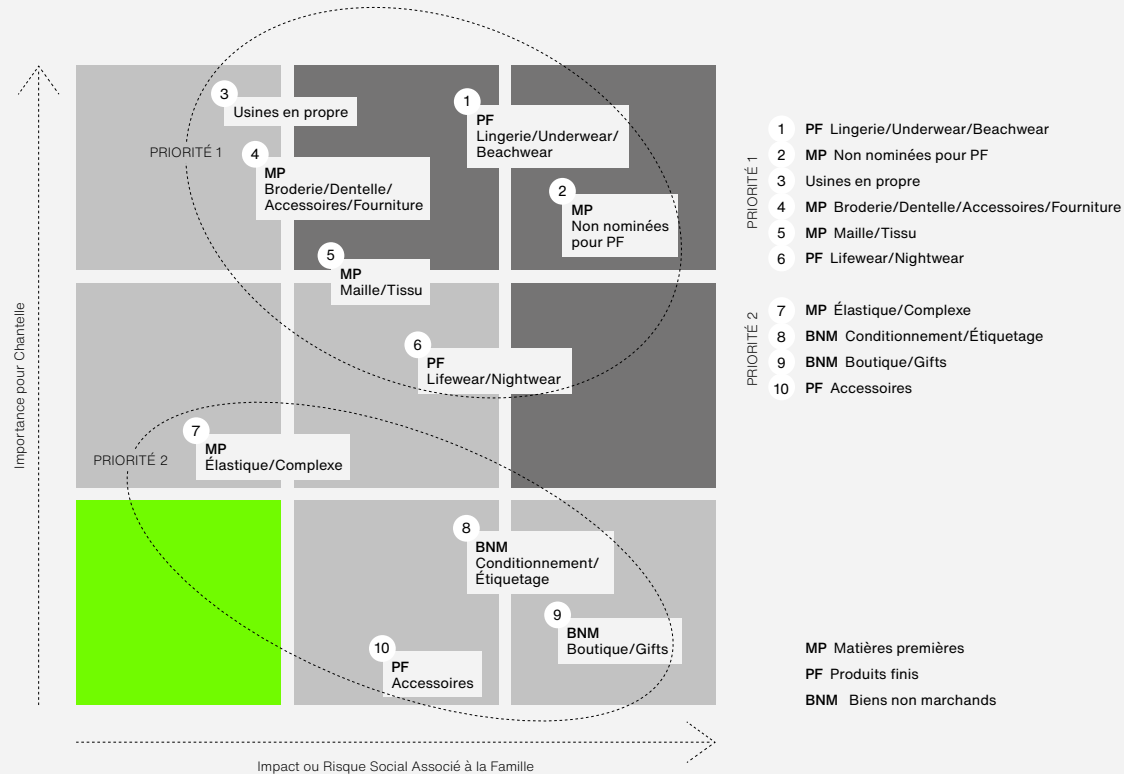 Importance pour Chantelle
PRIORITÉ 1
3
Usines en propre
1
PF
Lingerie/Underwear/
Beachwear
4
MP
Broderie/Dentelle/
Accessoires/Fourniture
2
MP
Non nominées
pour PF
5
MP
Maille/Tissu
6
PF
Lifewear/Nightwear
PRIORITÉ 2
7
MP
Élastique/Complexe
8
BNM
Conditionnement/
Étiquetage
9
BNM
Boutique/Gifts
10
PF
Accessoires
Impact ou Risque Social Associé à la Famille
PRIORITÉ 1
1 PF Lingerie/Underwear/Beachwear
2 MP Non nominées pour PF
3 Usines en propre
4 MP Broderie/Dentelle/Accessoires/Fourniture
5 MP Maille/Tissu
6 PF Lifewear/Nightwear
PRIORITÉ 2
7 MP Élastique/Complexe
8 BNM Conditionnement/Étiquetage
9 BNM Boutique/Gifts
10 PF Accessoires
MP Matières premières
PF Produits finis
BNM Biens non marchands